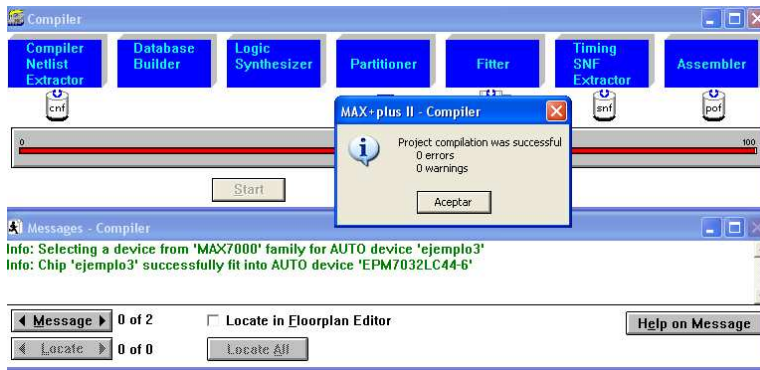 Compiler
Compiler
Netlist
Extractor
Database
Builder
Logic
Synthesizer
Partitioner
Fitter
Timing
SNF
Extractor
Assembler
cnf
snf
pof
MAX+plus II - Compiler
Project compilation was successful
0 errors
0 warnings
Aceptar
0
100
Start
Messages - Compiler
Info: Selecting a device from 'MAX7000' family for AUTO device 'ejemplo3'
Info: Chip 'ejemplo3' successfully fit into AUTO device 'EPM7032LC44-6'
Message
0 of 2
Locate in Floorplan Editor
Help on Message
Locate
0 of 0
Locate All